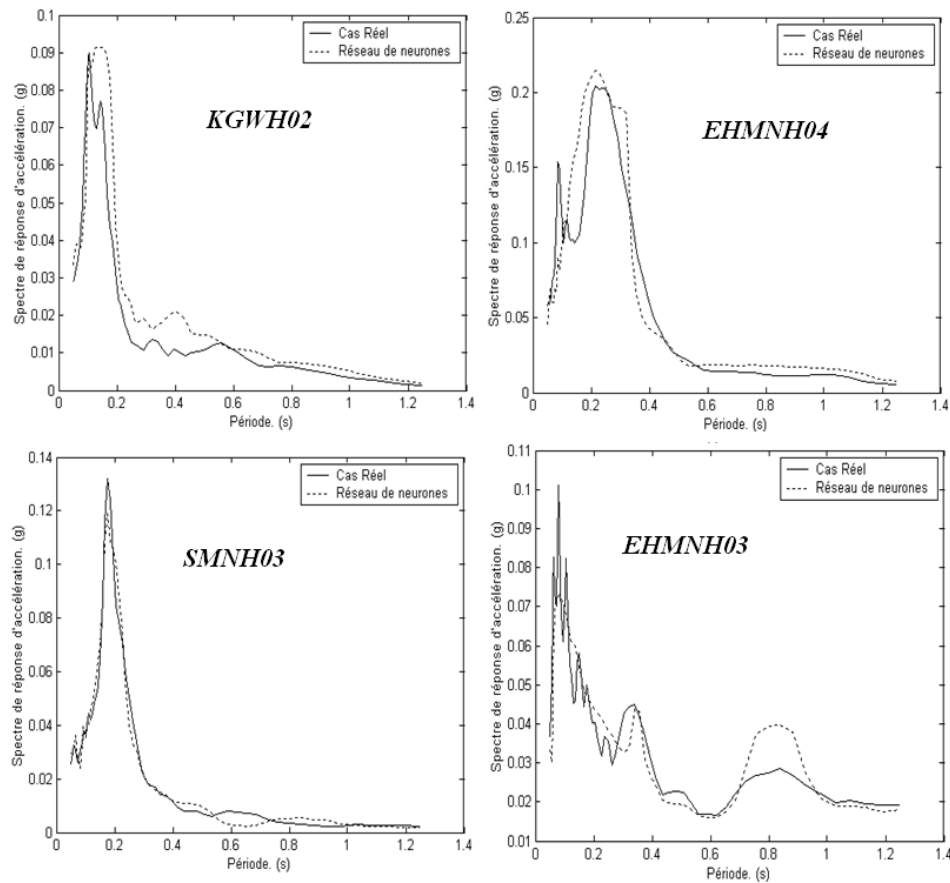 0.1
0.09
0.08
0.07
0.06
0.05
0.04
0.03
0.02
0.01
0
Spectre de réponse d'accélération. (g)
Cas Réel
Réseau de neurones
KGWH02
0 0.2 0.4 0.6 0.8 1 1.2 1.4
Période. (s)
0.25
0.2
0.15
0.1
0.05
0
Spectre de réponse d'accélération. (g)
Cas Réel
Réseau de neurones
EHMNH04
0 0.2 0.4 0.6 0.8 1 1.2 1.4
Période. (s)
0.14
0.12
0.1
0.08
0.06
0.04
0.02
0
Spectre de réponse d'accélération. (g)
Cas Réel
Réseau de neurones
SMNH03
0 0.2 0.4 0.6 0.8 1 1.2 1.4
Période. (s)
0.11
0.1
0.09
0.08
0.07
0.06
0.05
0.04
0.03
0.02
0.01
Spectre de réponse d'accélération. (g)
Cas Réel
Réseau de neurones
EHMNH03
0 0.2 0.4 0.6 0.8 1 1.2 1.4
Période. (s)